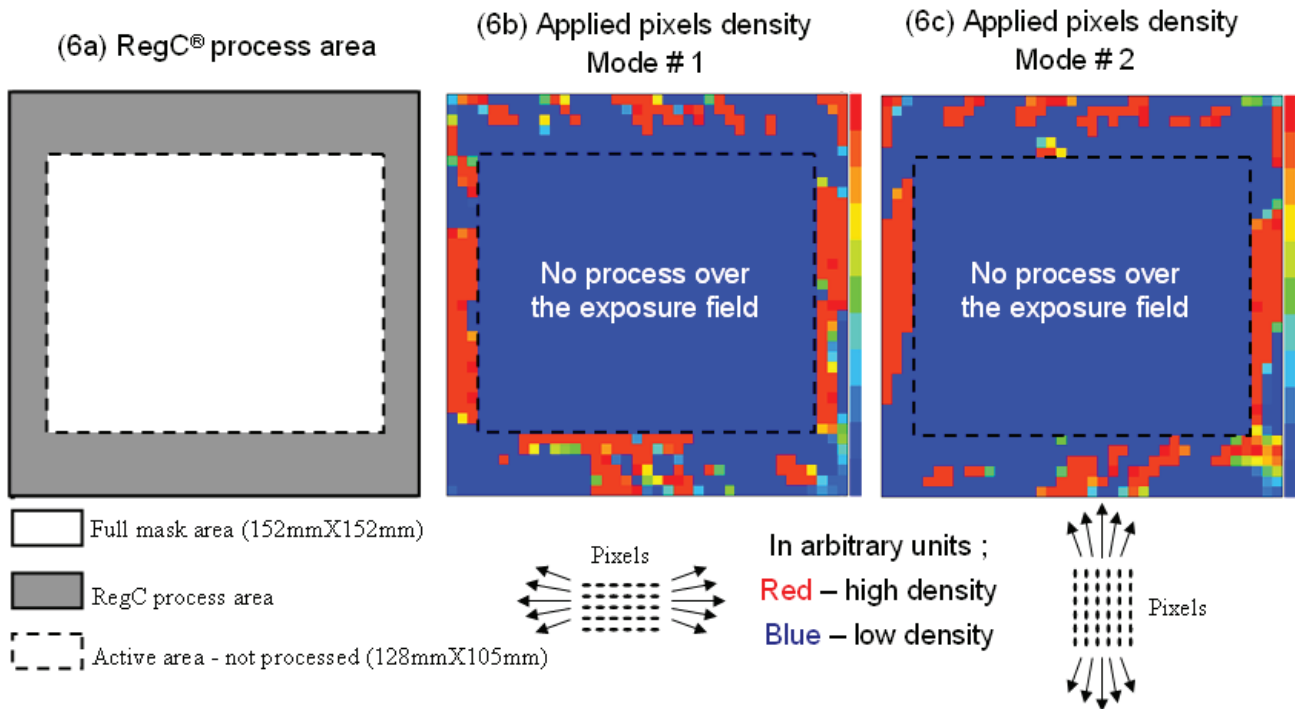 (6a) RegC® process area
(6b) Applied pixels density
Mode # 1
(6c) Applied pixels density
Mode # 2
No process over
the exposure field
No process over
the exposure field
Full mask area (152mmX152mm)
RegC process area
Active area - not processed (128mmX105mm)
Pixels
In arbitrary units ;
Red – high density
Blue – low density
Pixels